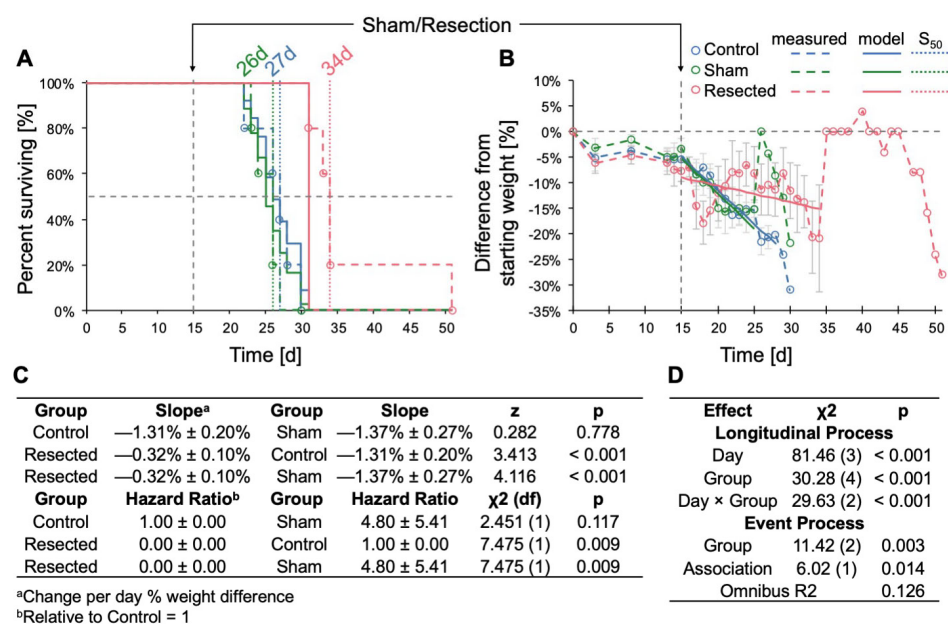 Sham/Resection
A
26d
27d
34d
Percent surviving [%]
100%
80%
60%
40%
20%
0%
0 5 10 15 20 25 30 35 40 45 50
Time [d]
B
measured model S50
Control
Sham
Resected
Difference from
starting weight [%]
10%
5%
0%
-5%
-10%
-15%
-20%
-25%
-30%
-35%
0 5 10 15 20 25 30 35 40 45 50
Time [d]
C
Group Slopeᵃ Group Slope z p
Control —1.31% ± 0.20% Sham —1.37% ± 0.27% 0.282 0.778
Resected —0.32% ± 0.10% Control —1.31% ± 0.20% 3.413 < 0.001
Resected —0.32% ± 0.10% Sham —1.37% ± 0.27% 4.116 < 0.001
Group Hazard Ratioᵇ Group Hazard Ratio χ2 (df) p
Control 1.00 ± 0.00 Sham 4.80 ± 5.41 2.451 (1) 0.117
Resected 0.00 ± 0.00 Control 1.00 ± 0.00 7.475 (1) 0.009
Resected 0.00 ± 0.00 Sham 4.80 ± 5.41 7.475 (1) 0.009
ᵃChange per day % weight difference
ᵇRelative to Control = 1
D
Effect χ2 p
Longitudinal Process
Day 81.46 (3) < 0.001
Group 30.28 (4) < 0.001
Day × Group 29.63 (2) < 0.001
Event Process
Group 11.42 (2) 0.003
Association 6.02 (1) 0.014
Omnibus R2 0.126